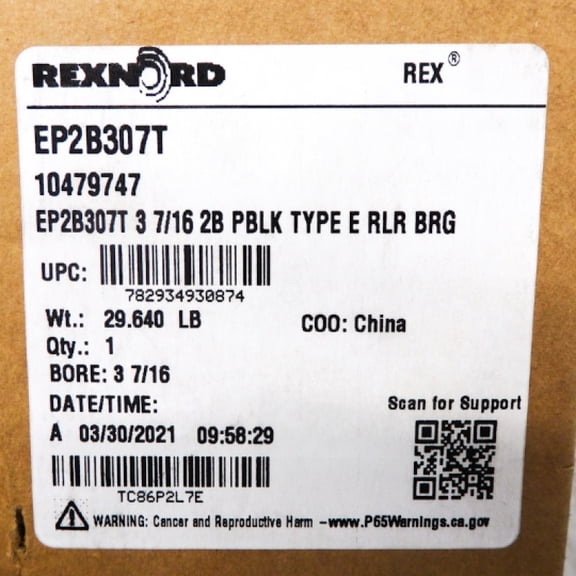 REXNORD REX®
EP2B307T
10479747
EP2B307T 3 7/16 2B PBLK TYPE E RLR BRG
UPC:
782934930874
Wt.: 29.640 LB
COO: China
Qty.: 1
BORE: 3 7/16
DATE/TIME:
Scan for Support
A 03/30/2021 09:58:29
TC86P2L7E
WARNING: Cancer and Reproductive Harm -www.P65Warnings.ca.gov